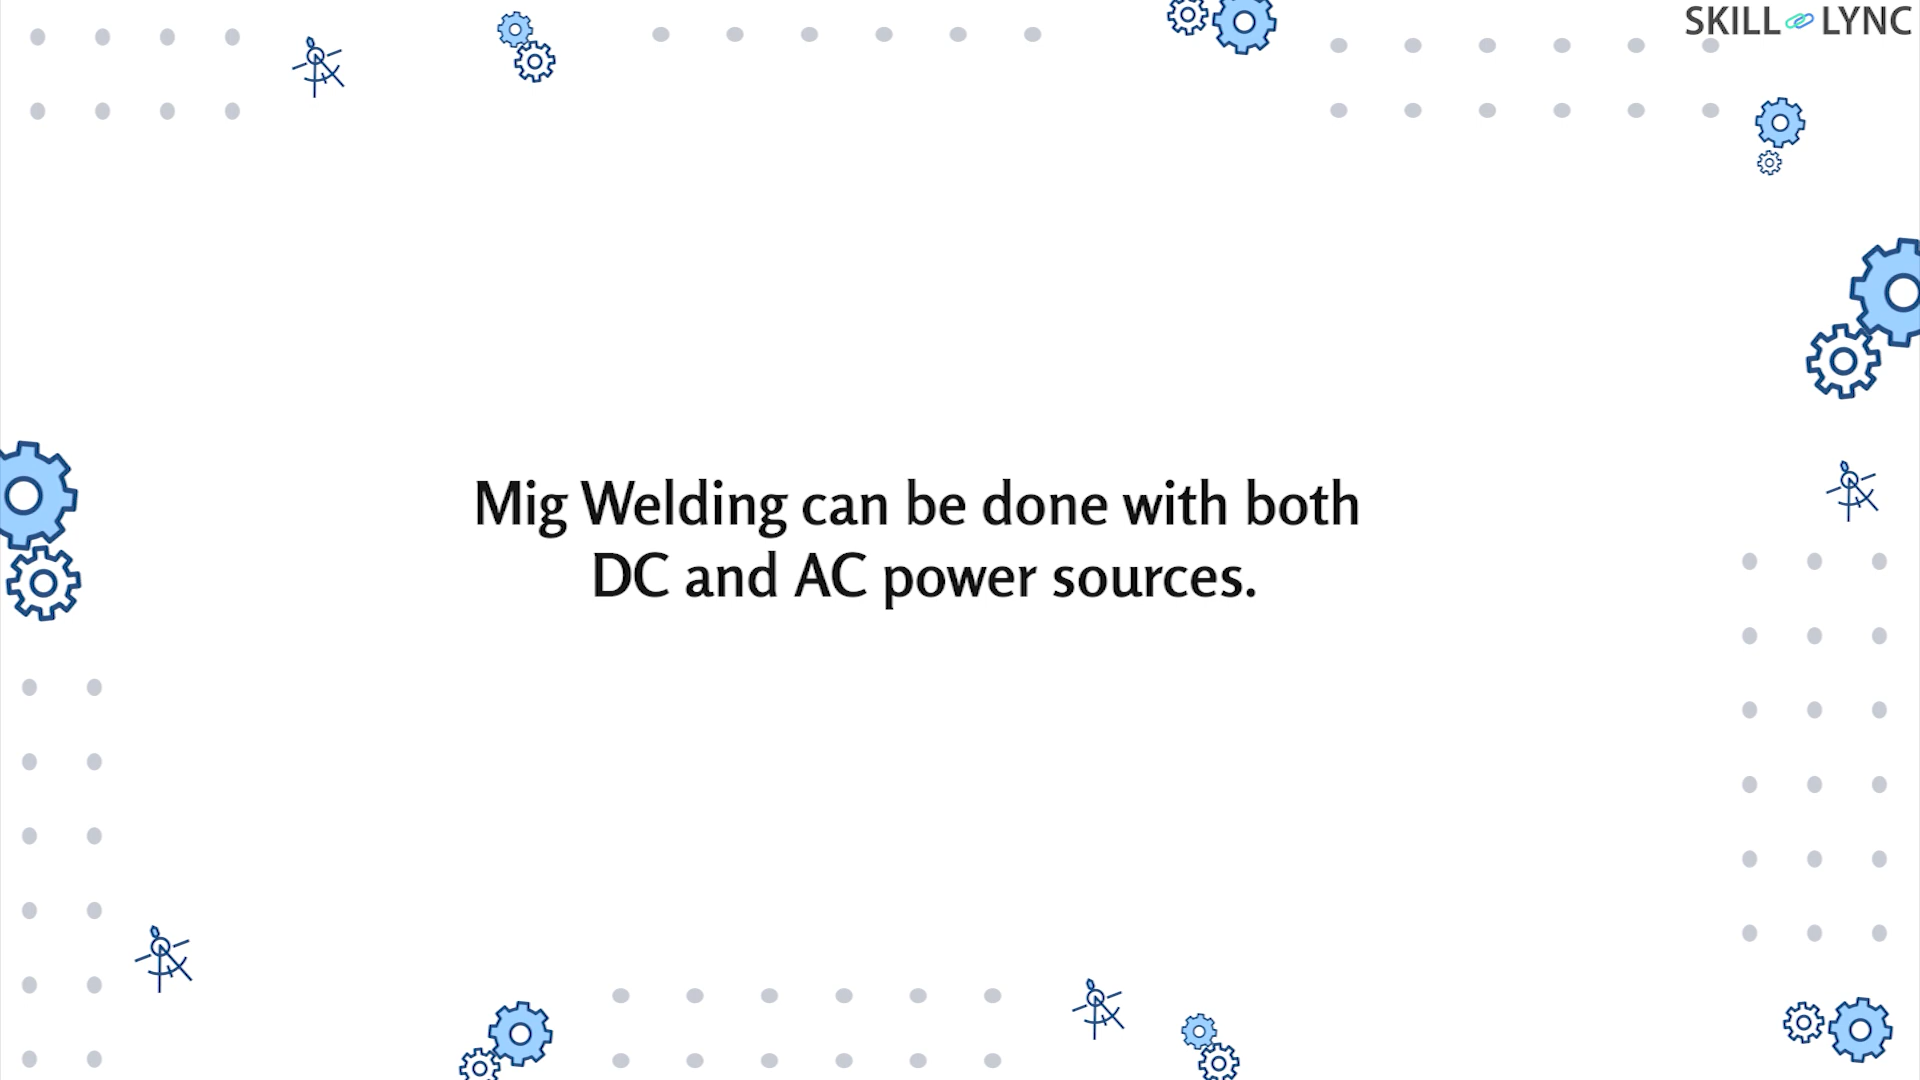 SKILL LYNC
Mig Welding can be done with both
DC and AC power sources.